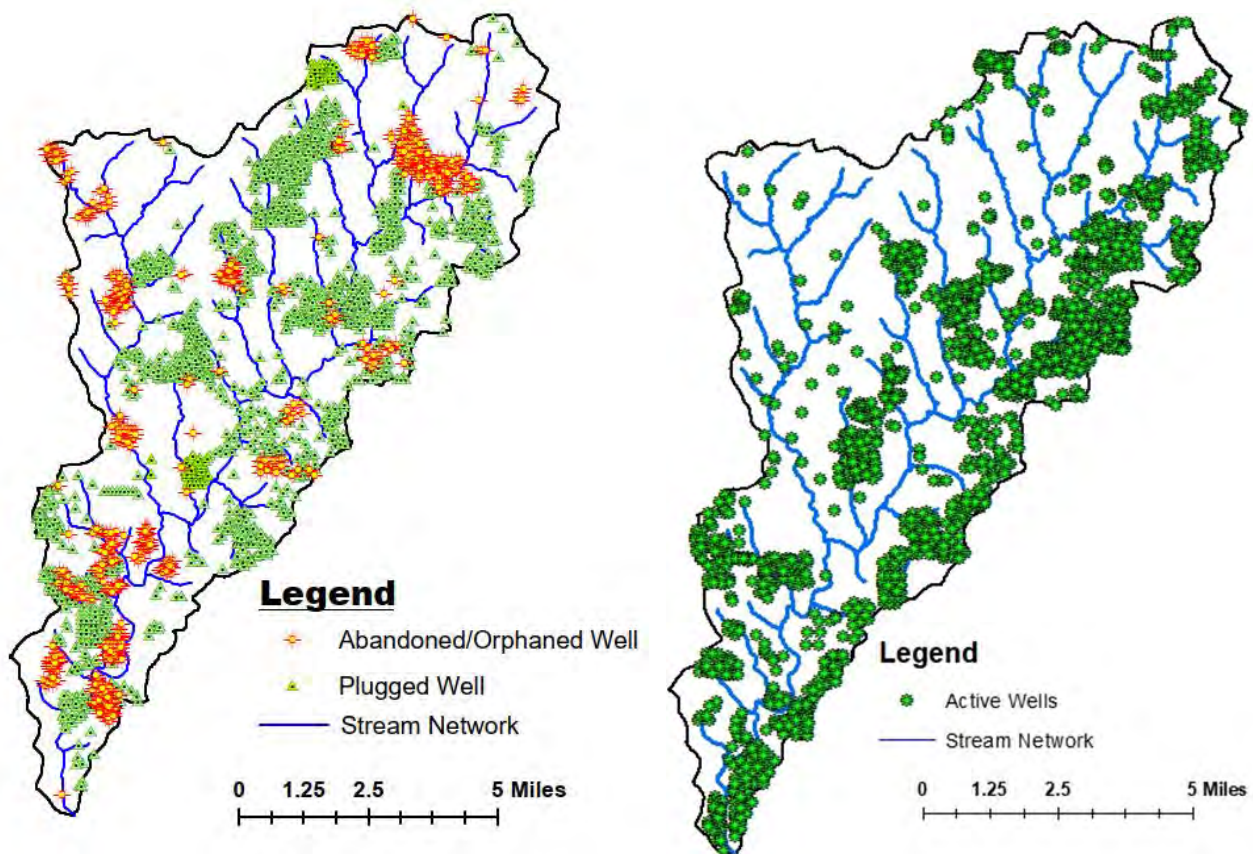 Legend
Abandoned/Orphaned Well
Plugged Well
Stream Network
0 1.25 2.5 5 Miles
Legend
Active Wells
Stream Network
0 1.25 2.5 5 Miles